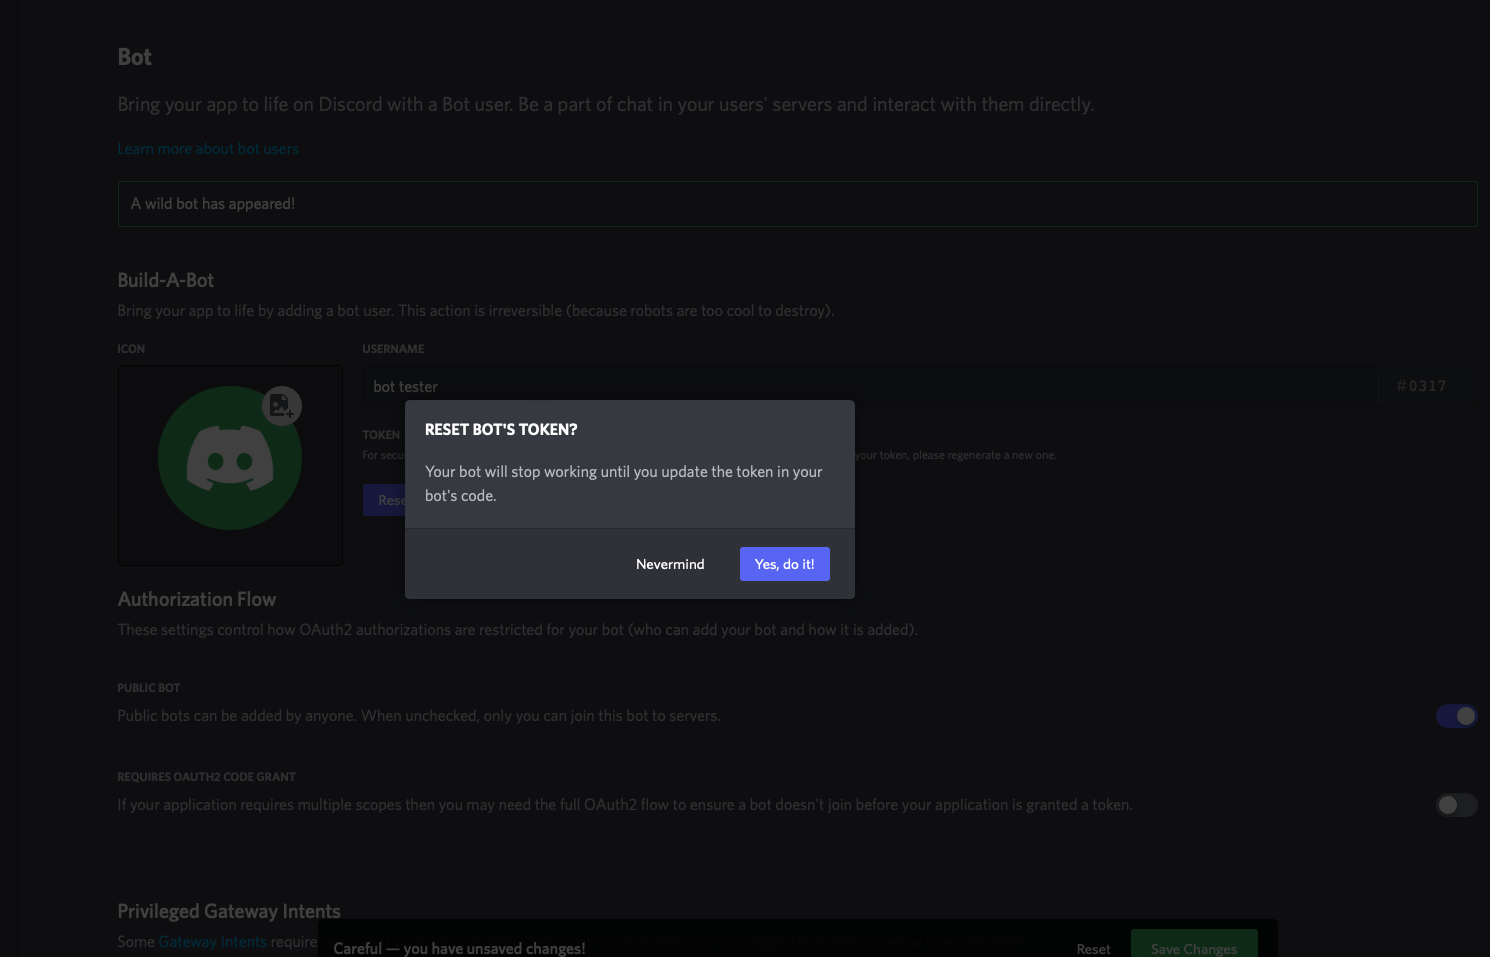 Bot
Bring your app to life on Discord with a Bot user. Be a part of chat in your users' servers and interact with them directly.
Learn more about bot users
A wild bot has appeared!
Build-A-Bot
Bring your app to life by adding a bot user. This action is irreversible (because robots are too cool to destroy).
ICON
USERNAME
bot tester
#0317
TOKEN
For secu
your token, please regenerate a new one.
Rese
RESET BOT'S TOKEN?
Your bot will stop working until you update the token in your
bot's code.
Nevermind
Yes, do it!
Authorization Flow
These settings control how OAuth2 authorizations are restricted for your bot (who can add your bot and how it is added).
PUBLIC BOT
Public bots can be added by anyone. When unchecked, only you can join this bot to servers.
REQUIRES OAUTH2 CODE GRANT
If your application requires multiple scopes then you may need the full OAuth2 flow to ensure a bot doesn't join before your application is granted a token.
Privileged Gateway Intents
Some Gateway Intents require
Careful — you have unsaved changes!
Reset
Save Changes